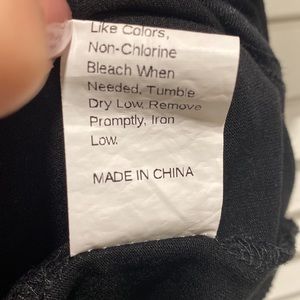 Like Colors,
Non-Chlorine
Bleach When
Needed, Tumble
Dry Low, Remove
Promptly, Iron
Low.
MADE IN CHINA